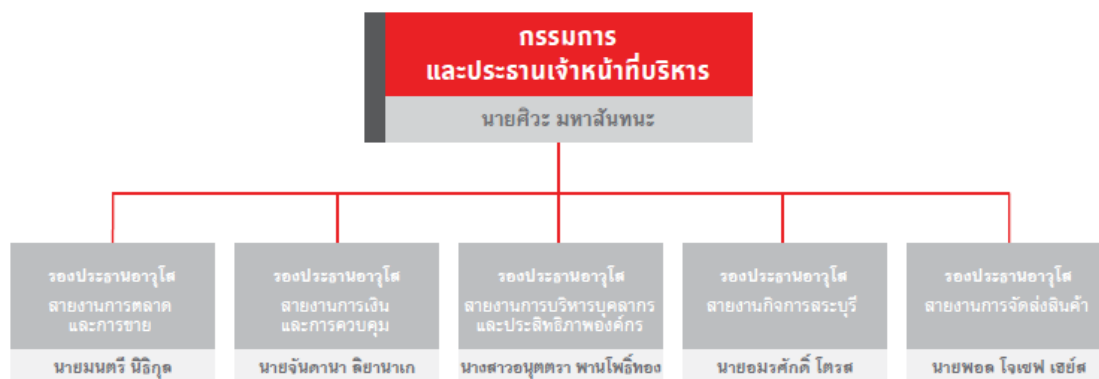 กรรมการ
และประธานเจ้าหน้าที่บริหาร
นายศิวะ มหาสันทนะ
รองประธานอาวุโส
สายงานการตลาด
และการขาย
นายมนตรี นิธิกุล
รองประธานอาวุโส
สายงานการเงิน
และการควบคุม
นายจันดานา ลิยานาเก
รองประธานอาวุโส
สายงานการบริหารบุคลากร
และประสิทธิภาพองค์กร
นางสาวอนุตตรา พานโพธิ์ทอง
รองประธานอาวุโส
สายงานกิจการสระบุรี
นายอมรศักดิ์ โตรส
รองประธานอาวุโส
สายงานการจัดส่งสินค้า
นายพอล โจเซฟ เฮย์ส